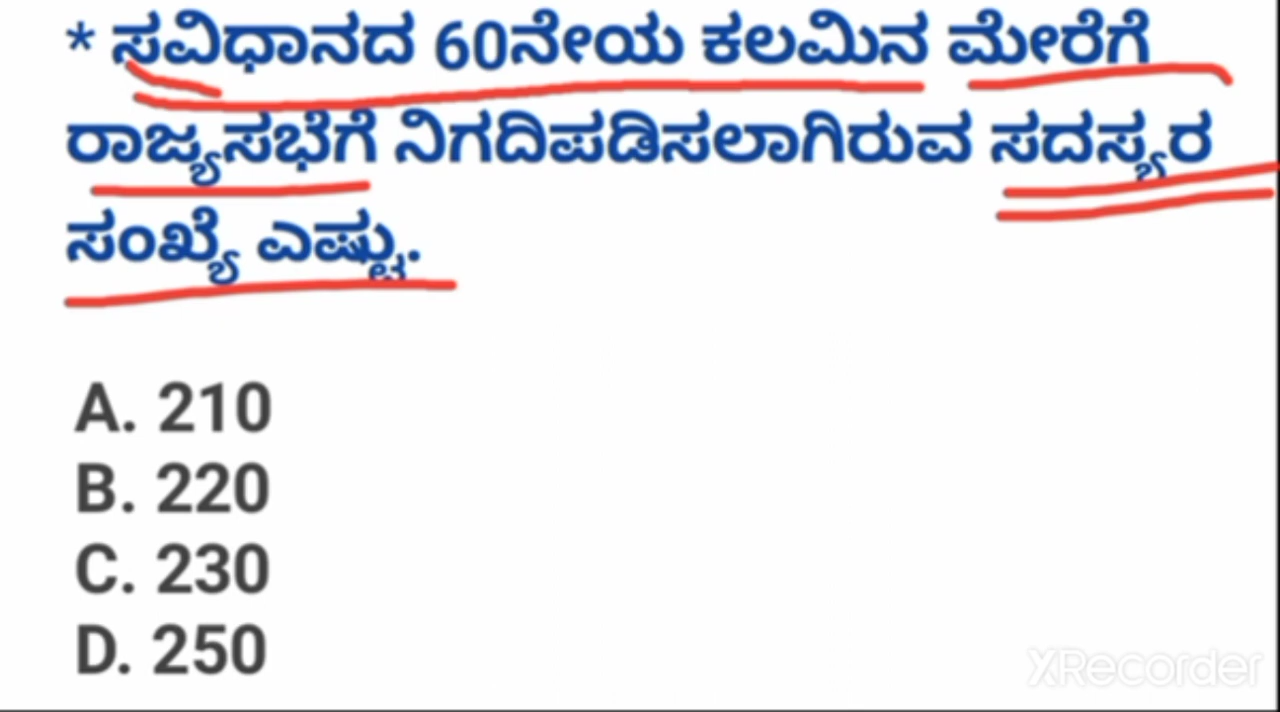 * ಸವಿಧಾನದ 60ನೇಯ ಕಲಮಿನ ಮೇರೆಗೆ
ರಾಜ್ಯಸಭೆಗೆ ನಿಗದಿಪಡಿಸಲಾಗಿರುವ ಸದಸ್ಯರ
ಸಂಖ್ಯೆ ಎಷ್ಟು.
A. 210
B. 220
C. 230
D. 250
XRecorder